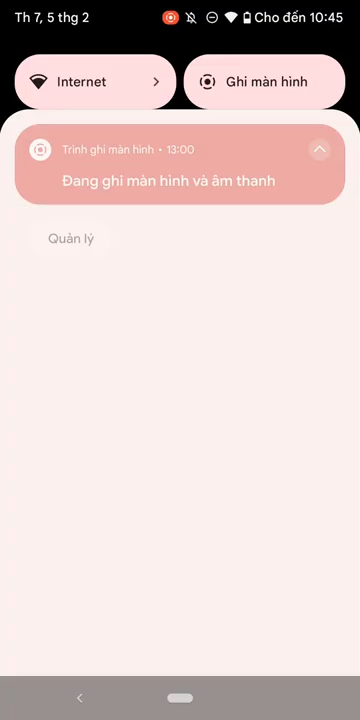 Th 7, 5 thg 2
Cho đến 10:45
Internet
Ghi màn hình
Trình ghi màn hình • 13:00
Đang ghi màn hình và âm thanh
Quản lý